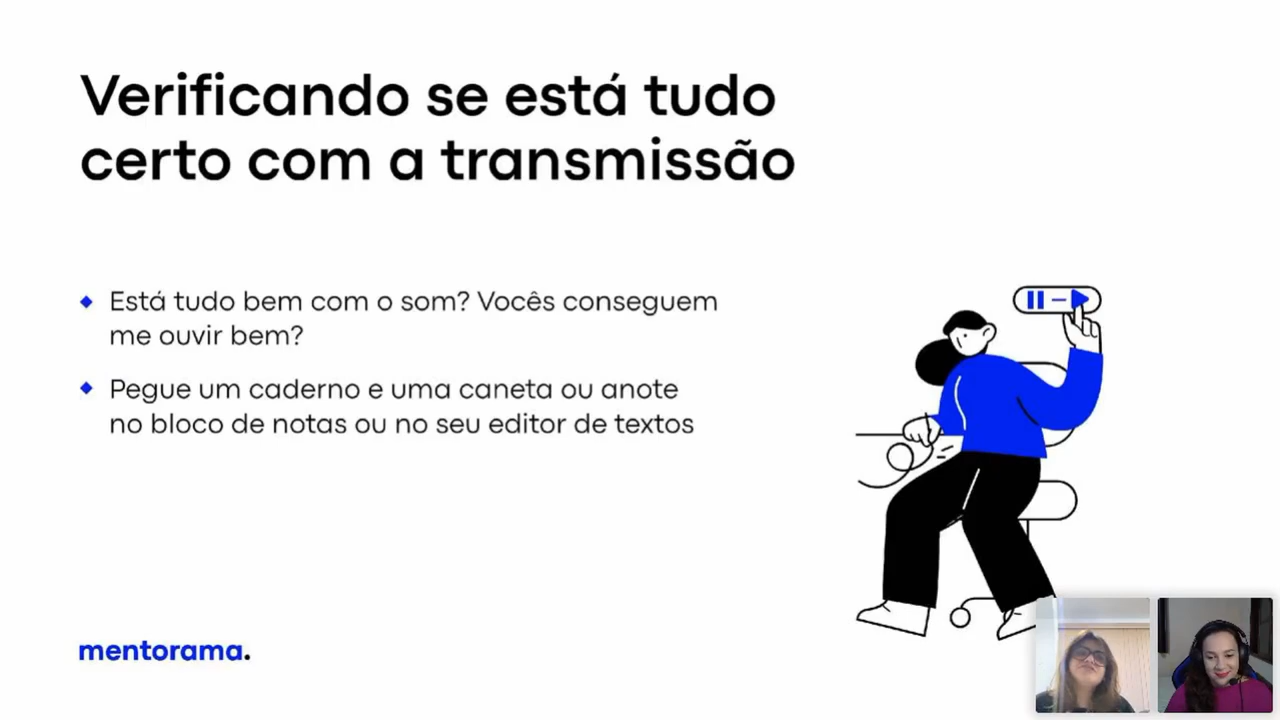 Verificando se está tudo
certo com a transmissão
Está tudo bem com o som? Vocês conseguem
me ouvir bem?
Pegue um caderno e uma caneta ou anote
no bloco de notas ou no seu editor de textos
mentorama.